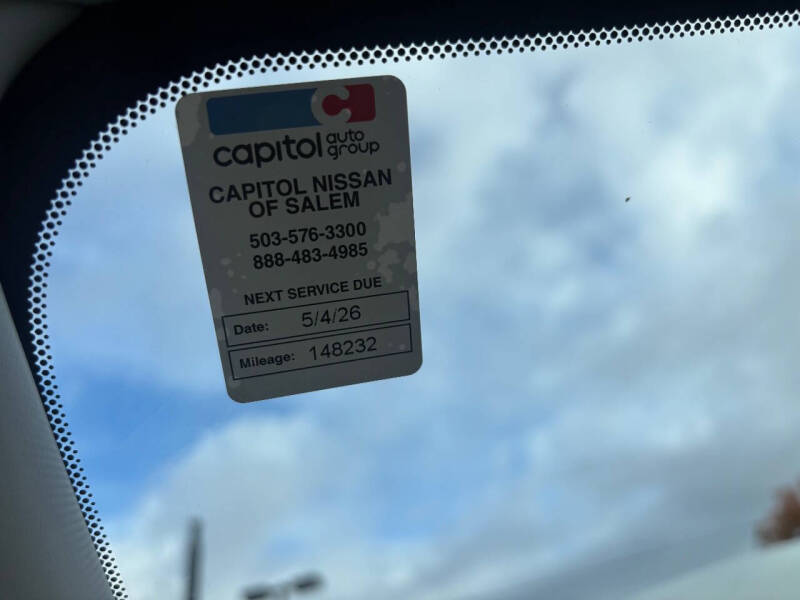 capitol auto group
CAPITOL NISSAN
OF SALEM
503-576-3300
888-483-4985
NEXT SERVICE DUE
Date: 5/4/26
Mileage: 148232